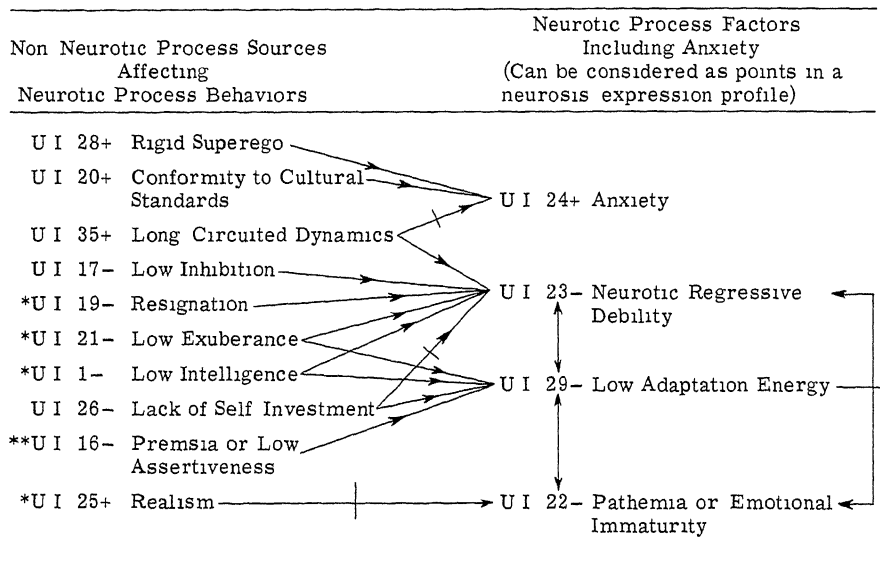 Non Neurotic Process Sources
Affecting
Neurotic Process Behaviors
Neurotic Process Factors
Including Anxiety
(Can be considered as points in a
neurosis expression profile)
U I 28+ Rigid Superego
U I 20+ Conformity to Cultural
Standards
U I 35+ Long Circuited Dynamics
U I 17- Low Inhibition
*U I 19- Resignation
*U I 21- Low Exuberance
*U I 1- Low Intelligence
U I 26- Lack of Self Investment
**U I 16- Premsia or Low
Assertiveness
*U I 25+ Realism
U I 24+ Anxiety
U I 23- Neurotic Regressive
Debility
U I 29- Low Adaptation Energy
U I 22- Pathemia or Emotional
Immaturity